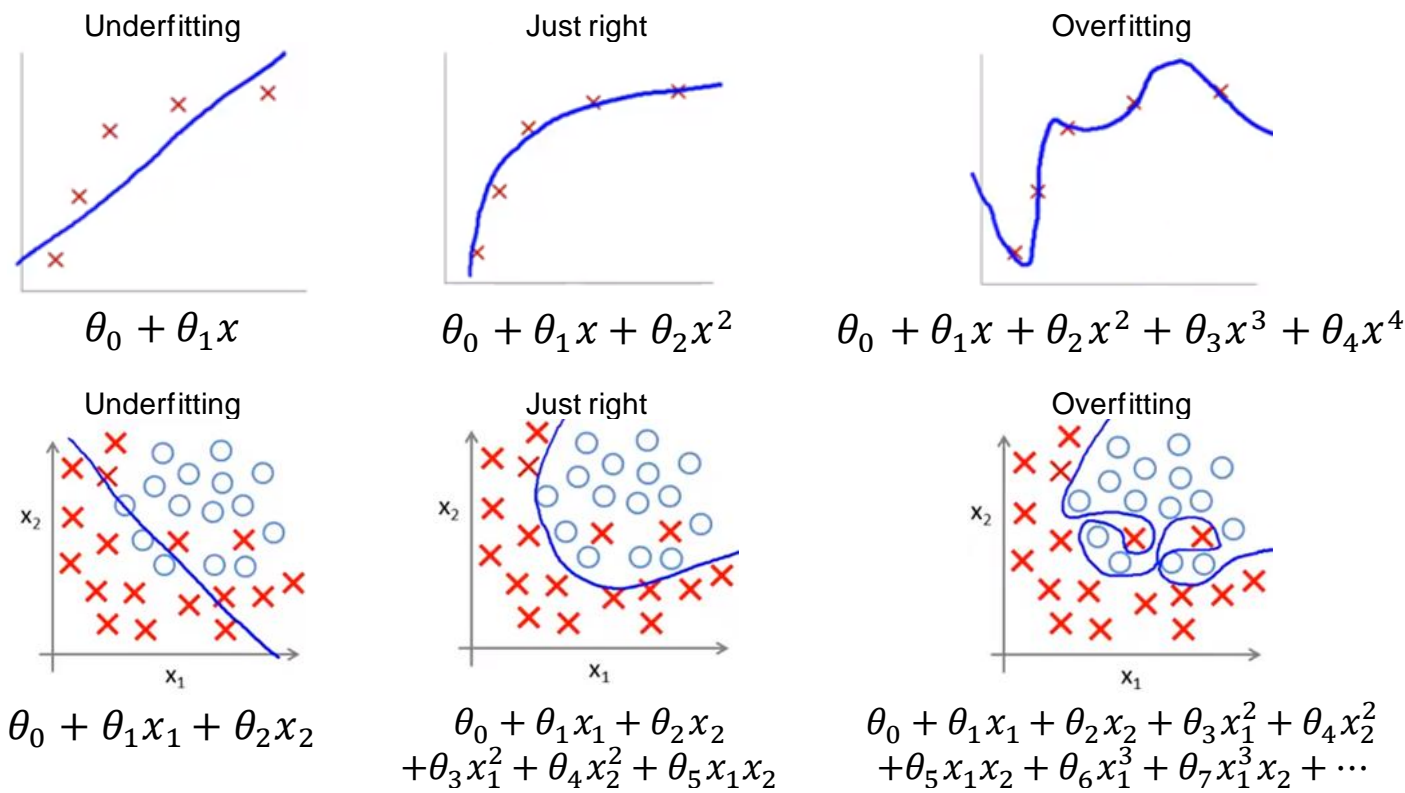 Underfitting
Just right
Overfitting
θ₀ + θ₁x
θ₀ + θ₁x + θ₂x²
θ₀ + θ₁x + θ₂x² + θ₃x³ + θ₄x⁴
Underfitting
Just right
Overfitting
x₂
x₁
x₂
x₁
x₂
x₁
θ₀ + θ₁x₁ + θ₂x₂
θ₀ + θ₁x₁ + θ₂x₂
+θ₃x₁² + θ₄x₂² + θ₅x₁x₂
θ₀ + θ₁x₁ + θ₂x₂ + θ₃x₁² + θ₄x₂²
+θ₅x₁x₂ + θ₆x₁³ + θ₇x₁³x₂ + ⋯